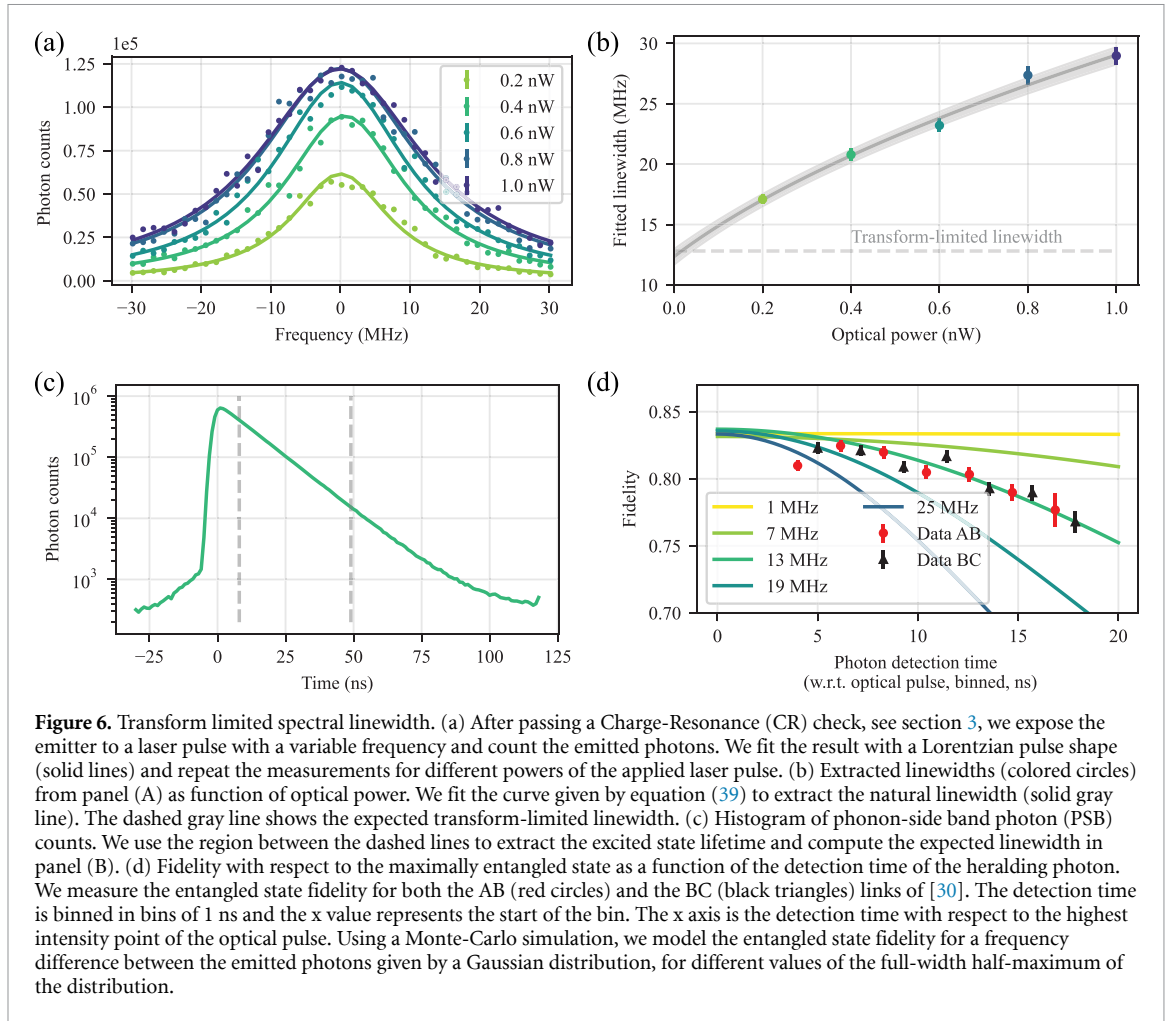 (a)
1e5
Photon counts
1.25
1.00
0.75
0.50
0.25
0.00
−30
−20
−10
0
10
20
30
Frequency (MHz)
0.2 nW
0.4 nW
0.6 nW
0.8 nW
1.0 nW
(b)
Fitted linewidth (MHz)
30
25
20
15
10
Transform-limited linewidth
0.0
0.2
0.4
0.6
0.8
1.0
Optical power (nW)
(c)
Photon counts
10^6
10^5
10^4
10^3
−25
0
25
50
75
100
125
Time (ns)
(d)
Fidelity
0.85
0.80
0.75
0.70
1 MHz
7 MHz
13 MHz
19 MHz
25 MHz
Data AB
Data BC
0
5
10
15
20
Photon detection time
(w.r.t. optical pulse, binned, ns)
Figure 6. Transform limited spectral linewidth. (a) After passing a Charge-Resonance (CR) check, see section 3, we expose the
emitter to a laser pulse with a variable frequency and count the emitted photons. We fit the result with a Lorentzian pulse shape
(solid lines) and repeat the measurements for different powers of the applied laser pulse. (b) Extracted linewidths (colored circles)
from panel (A) as function of optical power. We fit the curve given by equation (39) to extract the natural linewidth (solid gray
line). The dashed gray line shows the expected transform-limited linewidth. (c) Histogram of phonon-side band photon (PSB)
counts. We use the region between the dashed lines to extract the excited state lifetime and compute the expected linewidth in
panel (B). (d) Fidelity with respect to the maximally entangled state as a function of the detection time of the heralding photon.
We measure the entangled state fidelity for both the AB (red circles) and the BC (black triangles) links of [30]. The detection time
is binned in bins of 1 ns and the x value represents the start of the bin. The x axis is the detection time with respect to the highest
intensity point of the optical pulse. Using a Monte-Carlo simulation, we model the entangled state fidelity for a frequency
difference between the emitted photons given by a Gaussian distribution, for different values of the full-width half-maximum of
the distribution.